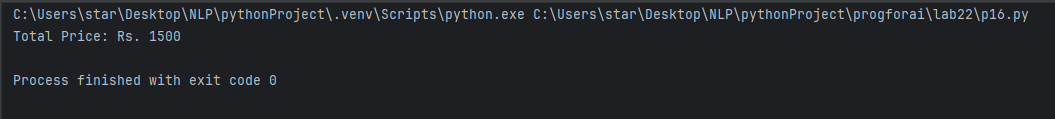 C:\Users\star\Desktop\NLP\pythonProject\.venv\Scripts\python.exe C:\Users\star\Desktop\NLP\pythonProject\progforai\lab22\p16.py
Total Price: Rs. 1500
Process finished with exit code 0